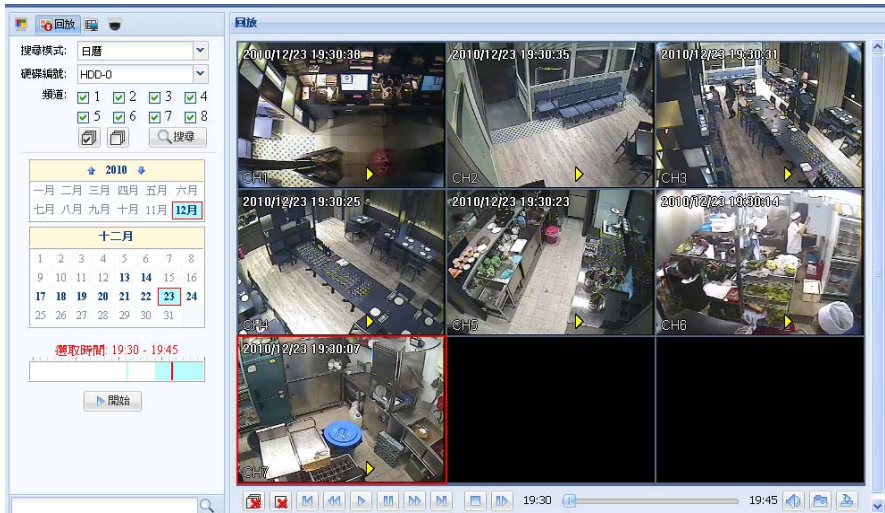 回放
搜尋模式: 日曆
硬碟編號: HDD-0
頻道: 1 2 3 4
5 6 7 8
搜尋
2010
一月 二月 三月 四月 五月 六月
七月 八月 九月 十月 11月 12月
十二月
1 2 3 4 5 6 7 8
9 10 11 12 13 14 15 16
17 18 19 20 21 22 23 24
25 26 27 28 29 30 31
選取時間: 19:30 - 19:45
開始
回放
2010/12/23 19:30:38
CH1
2010/12/23 19:30:35
CH2
2010/12/23 19:30:31
CH3
2010/12/23 19:30:25
CH4
2010/12/23 19:30:23
CH5
2010/12/23 19:30:14
CH6
2010/12/23 19:30:07
CH7
19:30 19:45